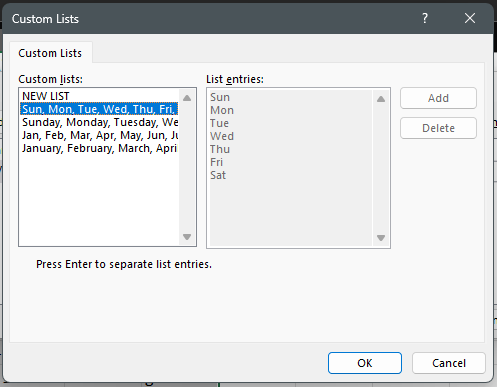 Custom Lists
?
Custom Lists
Custom lists:
NEW LIST
Sun, Mon, Tue, Wed, Thu, Fri,
Sunday, Monday, Tuesday, We
Jan, Feb, Mar, Apr, May, Jun, Ju
January, February, March, Apri
List entries:
Sun
Mon
Tue
Wed
Thu
Fri
Sat
Add
Delete
Press Enter to separate list entries.
OK
Cancel